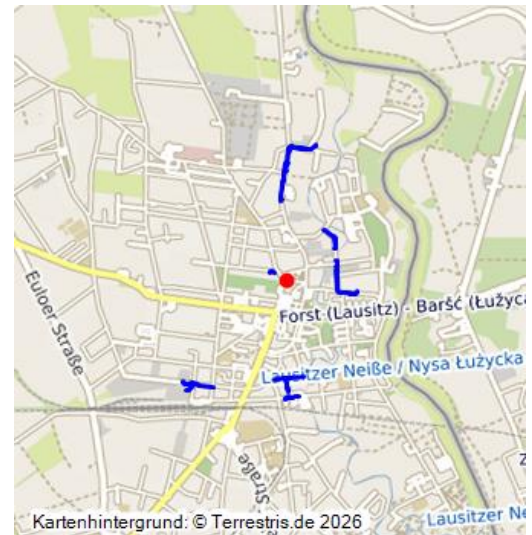 Euloer Straße
Forst (Lausitz) - Baršć (Łużyca
Lausitzer Neiße / Nysa Łużycka
Straße
Z
Lausitzer Ne
Kartenhintergrund: © Terrestris.de 2026